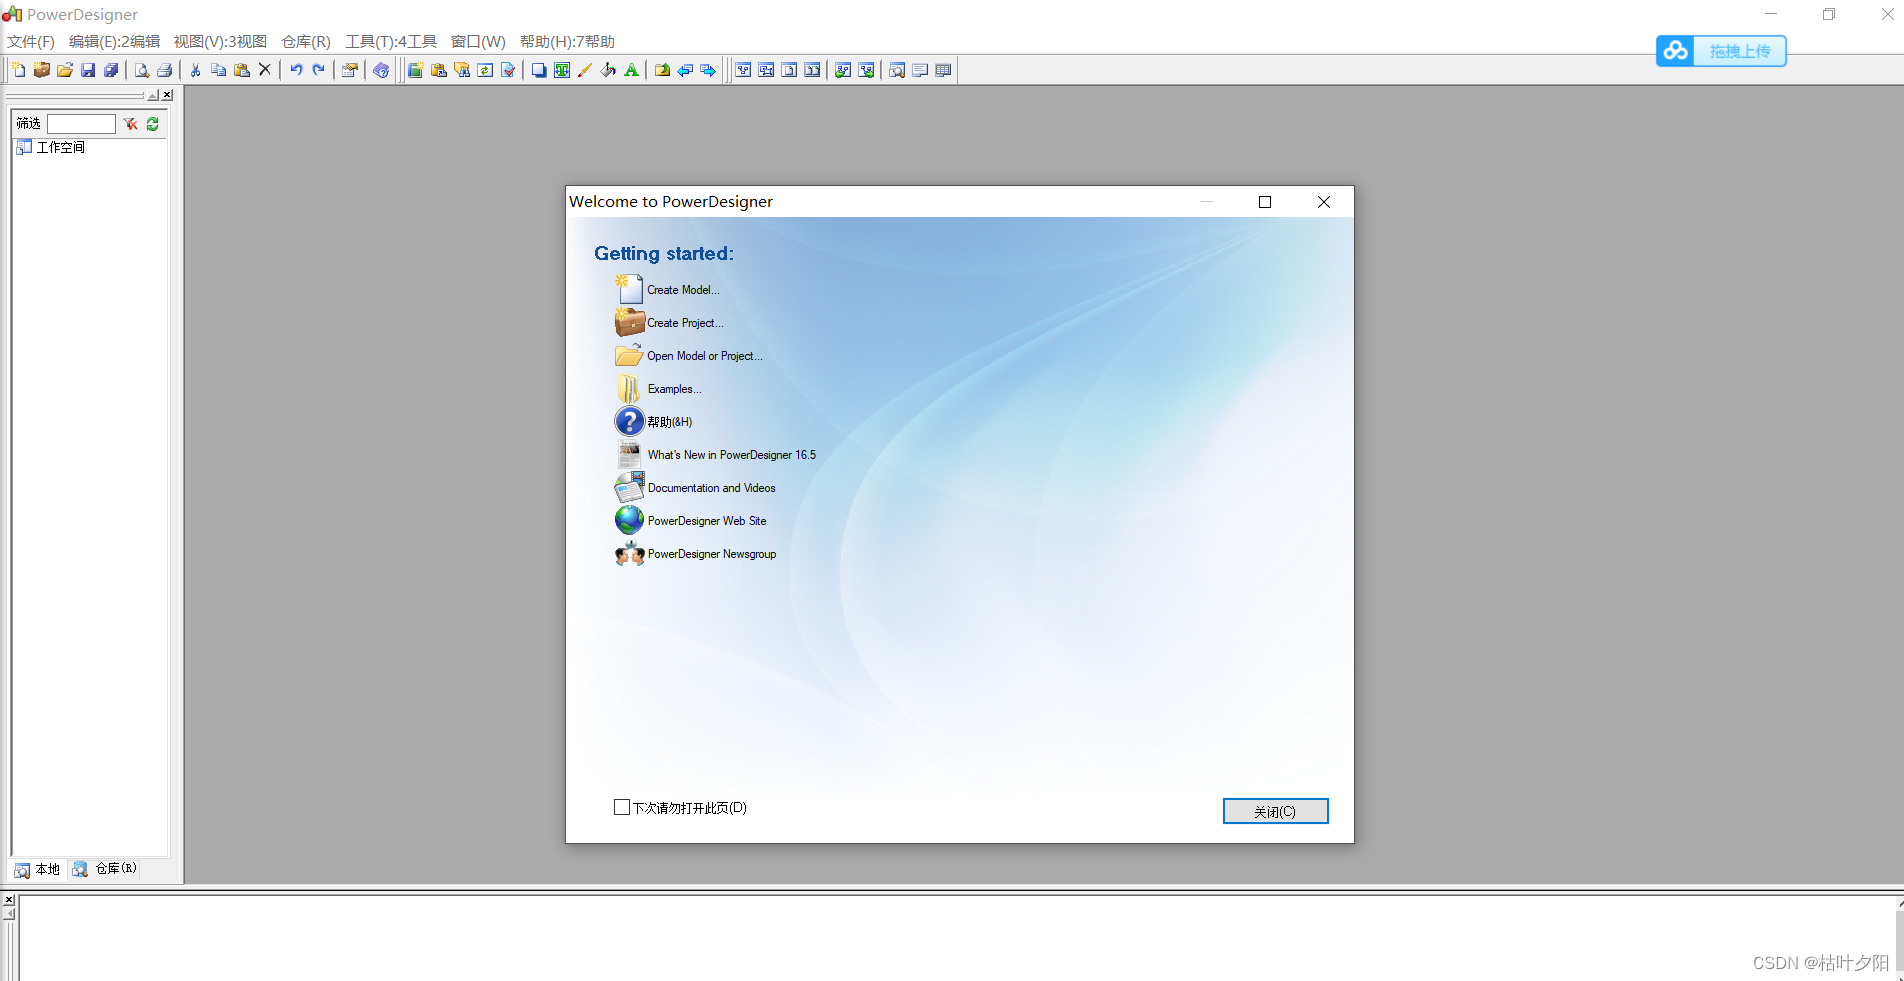 PowerDesigner
文件(F) 编辑(E):2编辑 视图(V):3视图 仓库(R) 工具(T):4工具 窗口(W) 帮助(H):7帮助
拖拽上传
筛选
工作空间
Welcome to PowerDesigner
Getting started:
Create Model...
Create Project...
Open Model or Project...
Examples...
帮助(&H)
What's New in PowerDesigner 16.5
Documentation and Videos
PowerDesigner Web Site
PowerDesigner Newsgroup
下次请勿打开此页(D)
关闭(C)
本地 仓库(R)
CSDN @枯叶夕阳